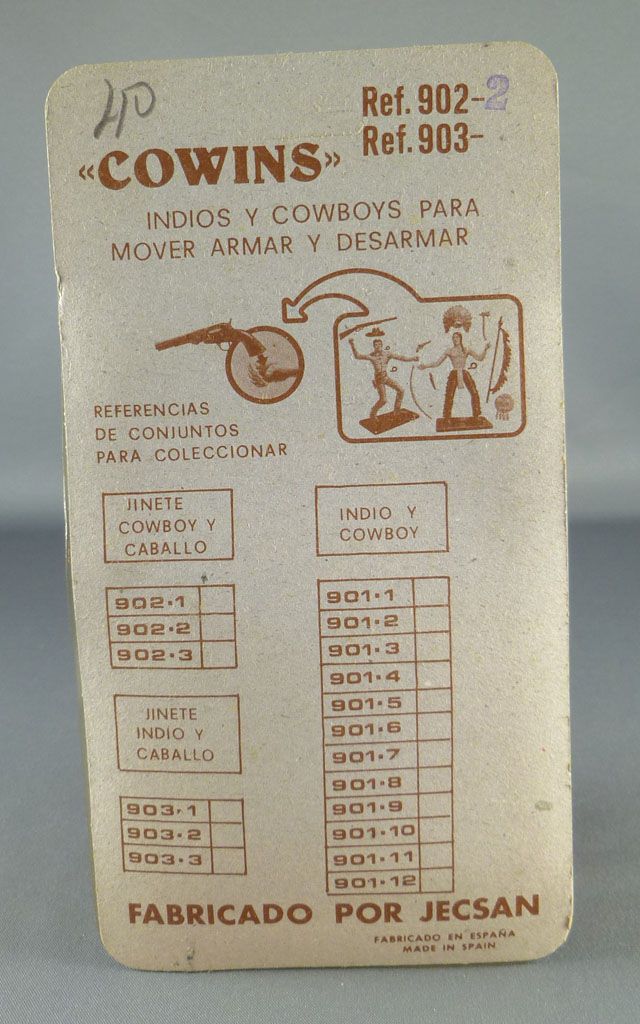 40
Ref. 902-2
Ref. 903-
«COWINS»
INDIOS Y COWBOYS PARA
MOVER ARMAR Y DESARMAR
REFERENCIAS
DE CONJUNTOS
PARA COLECCIONAR
JINETE
COWBOY Y
CABALLO
902·1
902·2
902·3
JINETE
INDIO Y
CABALLO
903·1
903·2
903·3
INDIO Y
COWBOY
901·1
901·2
901·3
901·4
901·5
901·6
901·7
901·8
901·9
901·10
901·11
901·12
FABRICADO POR JECSAN
FABRICADO EN ESPAÑA
MADE IN SPAIN